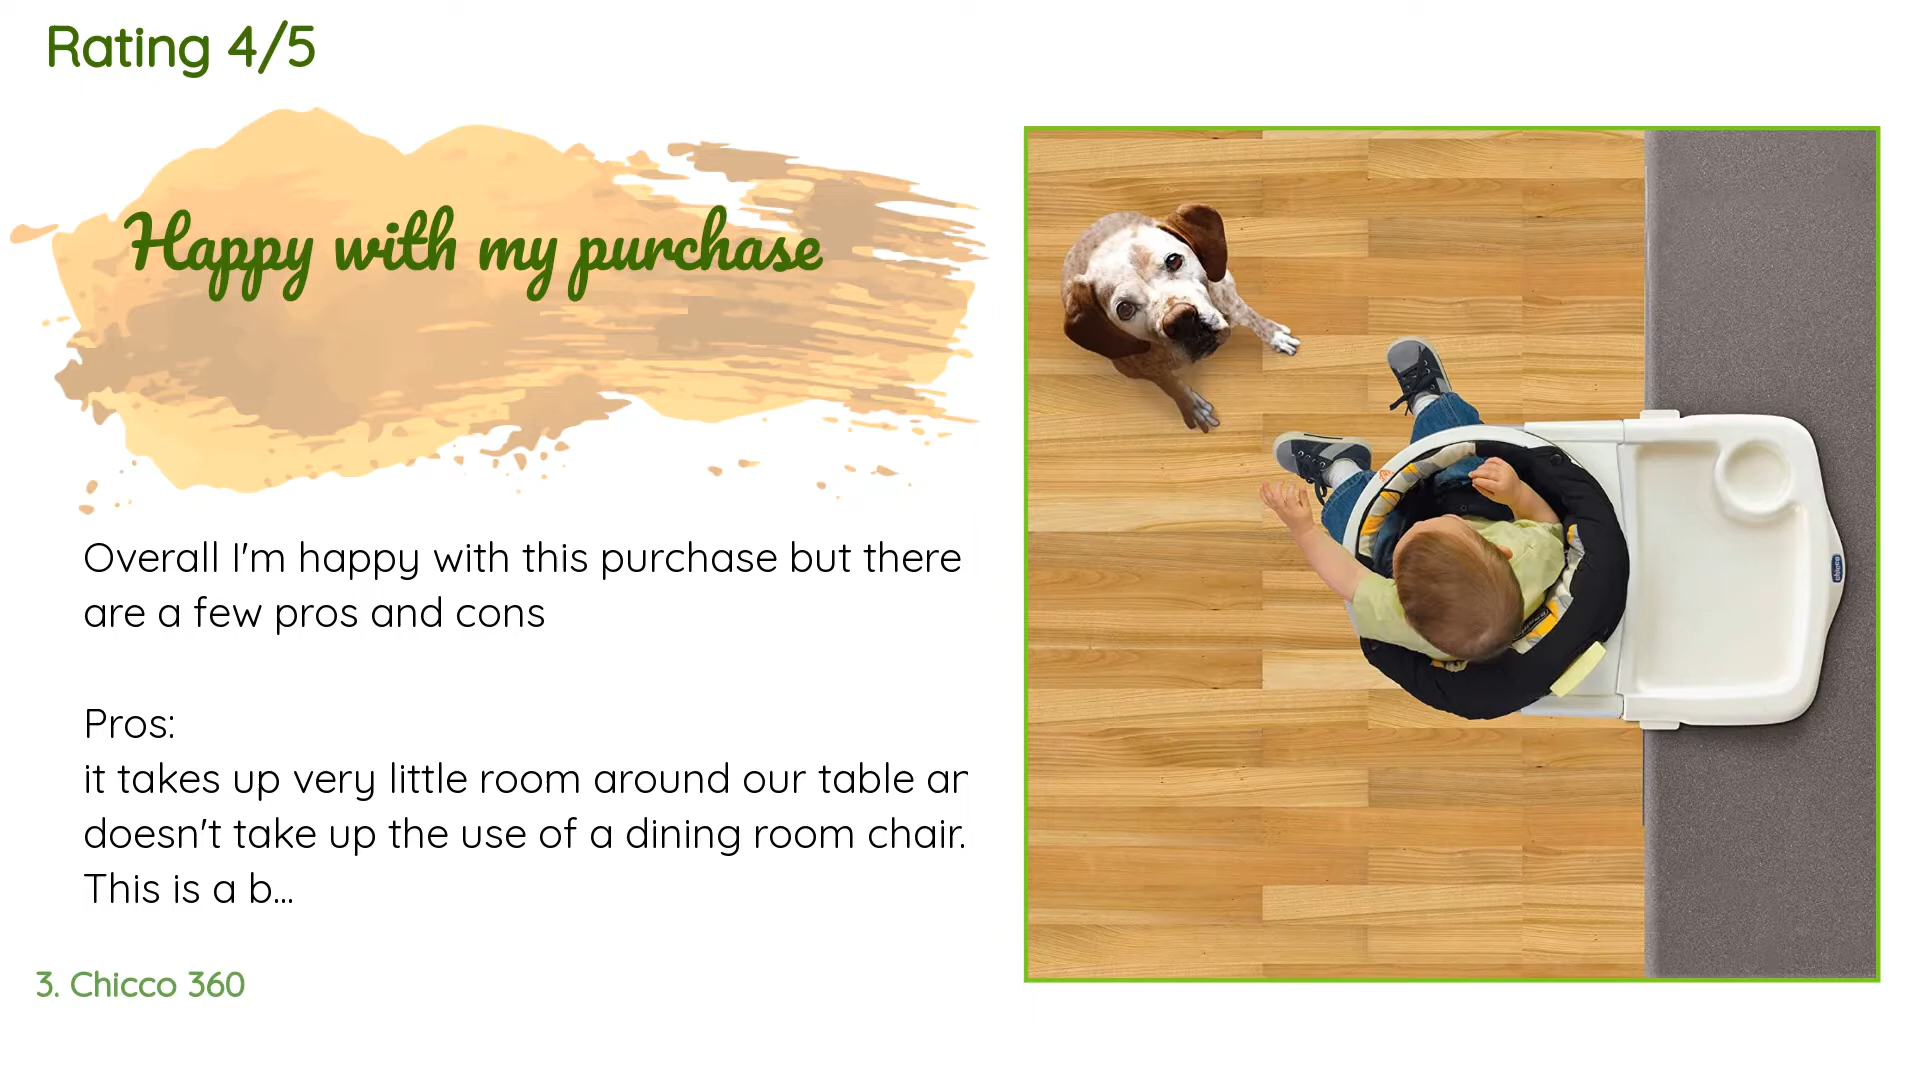 Rating 4/5
Happy with my purchase
Overall I'm happy with this purchase but there
are a few pros and cons
Pros:
it takes up very little room around our table
doesn't take up the use of a dining room chair.
This is a b...
3. Chicco 360
chicco